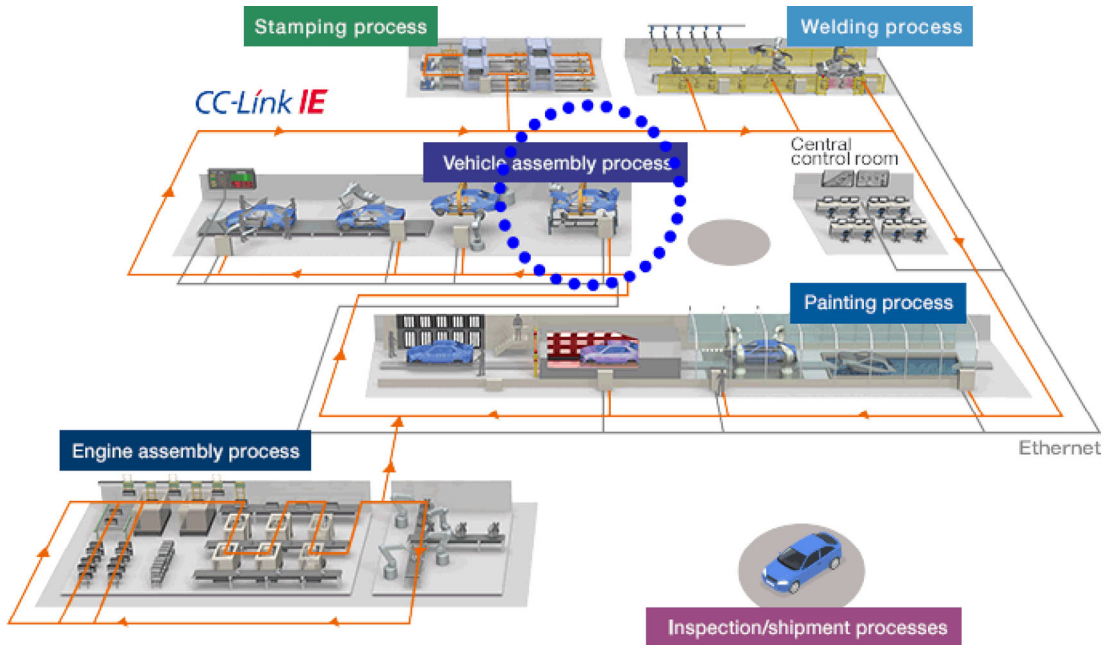 Stamping process
Welding process
CC-Link IE
Vehicle assembly process
Central
control room
Painting process
Ethernet
Engine assembly process
Inspection/shipment processes